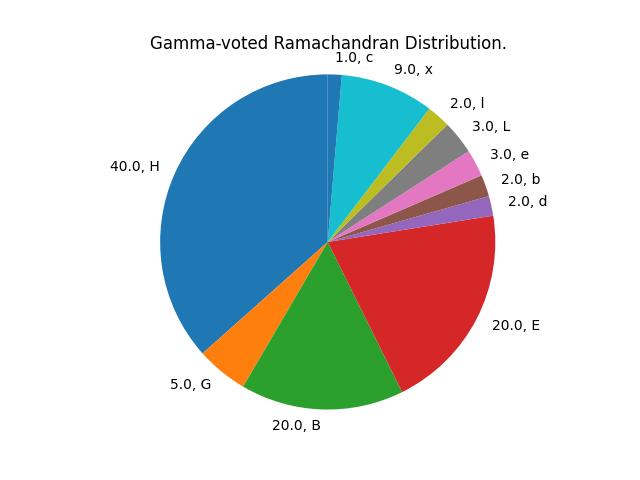 Gamma-voted Ramachandran Distribution.
1.0, c
9.0, x
2.0, l
3.0, L
3.0, e
2.0, b
2.0, d
40.0, H
20.0, E
5.0, G
20.0, B